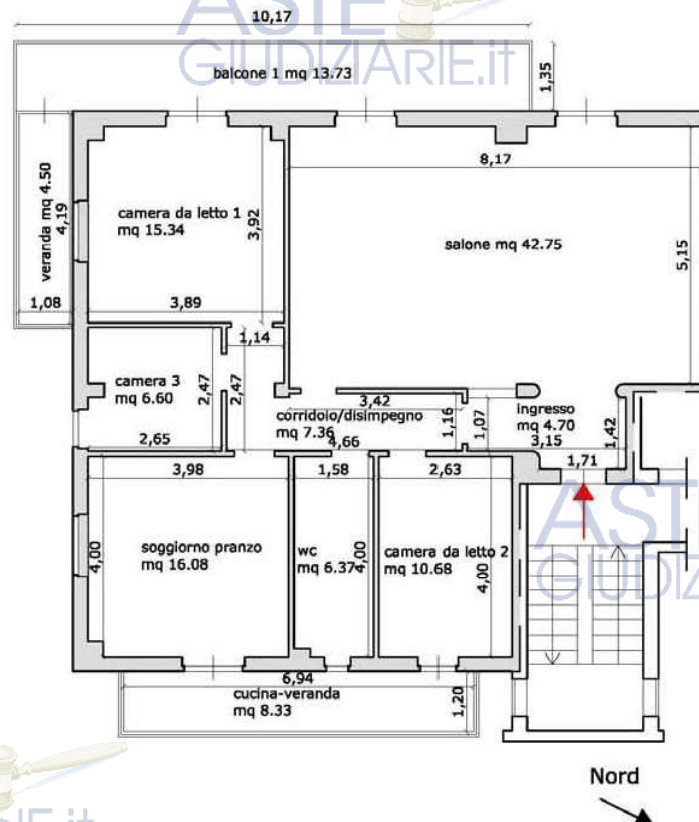 10,17
ASTE
GIUDIZIARIE.it
balcone 1 mq 13.73
1,35
veranda mq 4.50
4,19
1,08
camera da letto 1
mq 15.34
3,92
3,89
8,17
salone mq 42.75
5,15
1,14
camera 3
mq 6.60
2,47
2,47
2,65
3,42
corridoio/disimpegno
mq 7.36
4,66
1,16
1,07
ingresso
mq 4.70
3,15
1,42
1,71
3,98
1,58
2,63
4,00
soggiorno pranzo
mq 16.08
wc
mq 6.37
4,00
camera da letto 2
mq 10.68
4,00
ASTE
GIUDIZ
6,94
cucina-veranda
mq 8.33
1,20
Nord
RIE.it